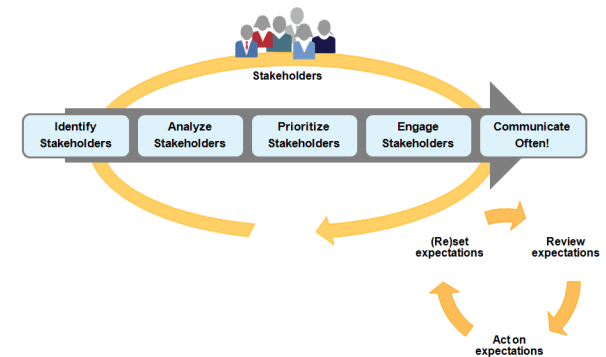 Stakeholders
Identify
Stakeholders
Analyze
Stakeholders
Prioritize
Stakeholders
Engage
Stakeholders
Communicate
Often!
(Re)set
expectations
Review
expectations
Act on
expectations